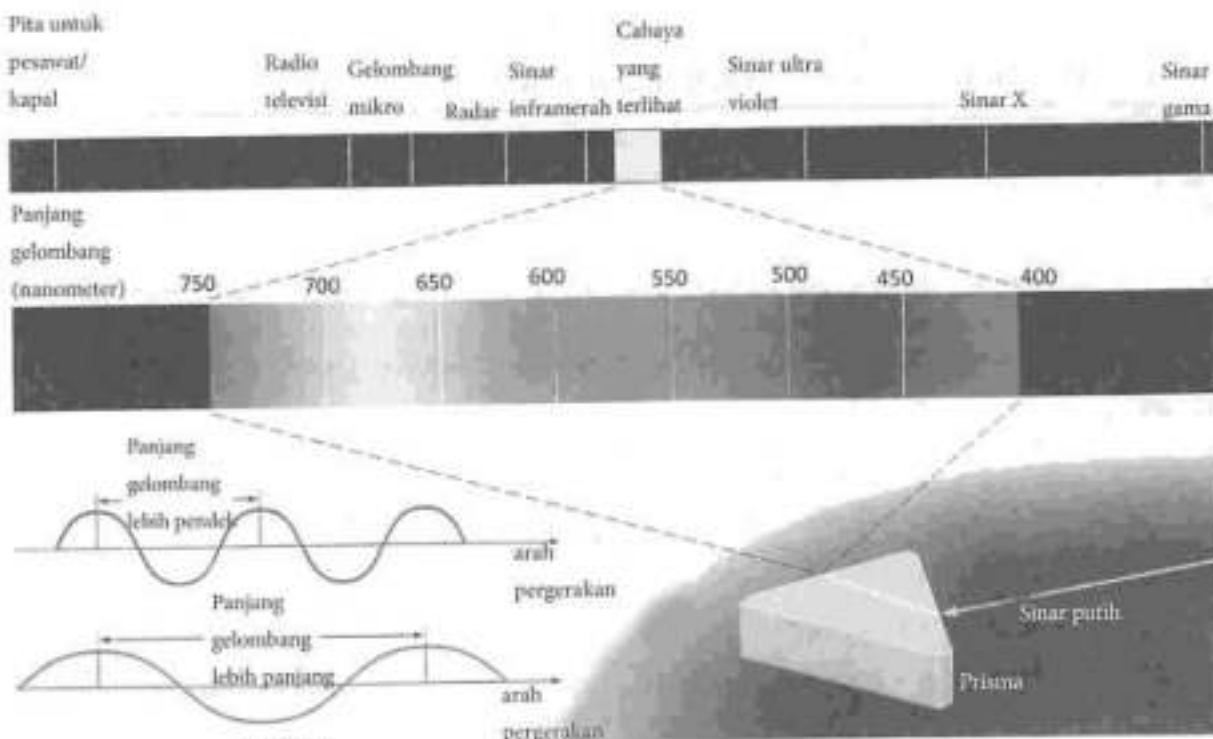 Pita untuk
pesawat/
kapal
Radio
televisi
Gelombang
mikro
Radar
Sinar
inframerah
Cahaya
yang
terlihat
Sinar ultra
violet
Sinar X
Sinar
gama
Panjang
gelombang
(nanometer)
750
700
650
600
550
500
450
400
Panjang
gelombang
lebih pendek
arah
pergerakan
Panjang
gelombang
lebih panjang
arah
pergerakan
Sinar putih
Prisma